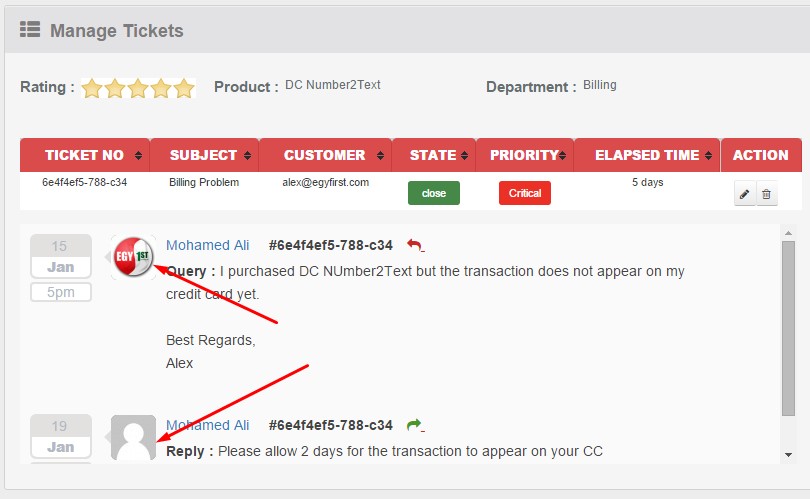 Manage Tickets
Rating : Product : DC Number2Text Department : Billing
TICKET NO SUBJECT CUSTOMER STATE PRIORITY ELAPSED TIME ACTION
6e4f4ef5-788-c34 Billing Problem alex@egyfirst.com close Critical 5 days
15 Jan 5pm
EGY 1ST
Mohamed Ali #6e4f4ef5-788-c34
Query : I purchased DC NUmber2Text but the transaction does not appear on my
credit card yet.
Best Regards,
Alex
19 Jan
Mohamed Ali #6e4f4ef5-788-c34
Reply : Please allow 2 days for the transaction to appear on your CC